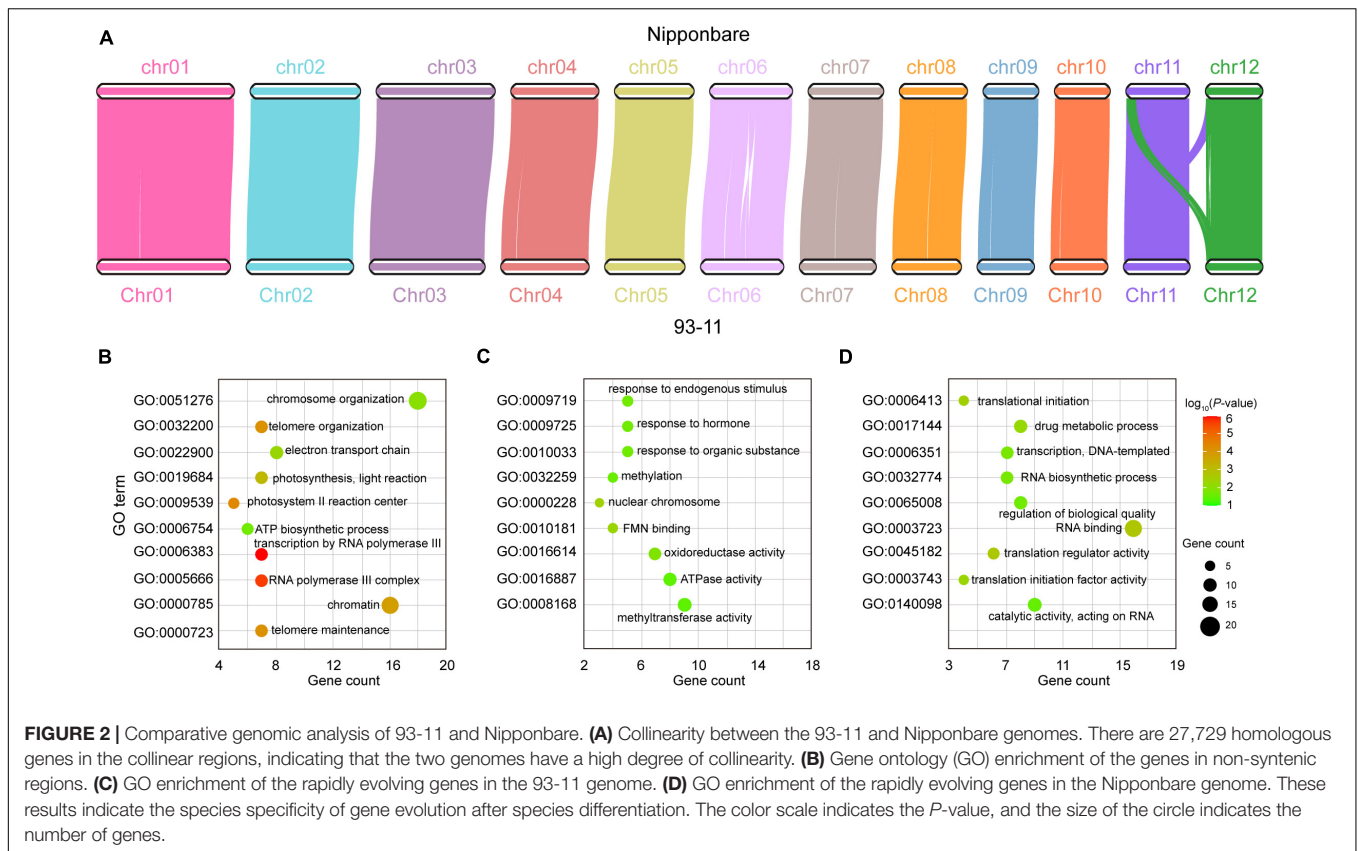 A
Nipponbare
chr01 chr02 chr03 chr04 chr05 chr06 chr07 chr08 chr09 chr10 chr11 chr12
Chr01 Chr02 Chr03 Chr04 Chr05 Chr06 Chr07 Chr08 Chr09 Chr10 Chr11 Chr12
93-11
B
GO term
GO:0051276 chromosome organization
GO:0032200 telomere organization
GO:0022900 electron transport chain
GO:0019684 photosynthesis, light reaction
GO:0009539 photosystem II reaction center
GO:0006754 ATP biosynthetic process
GO:0006383 transcription by RNA polymerase III
GO:0005666 RNA polymerase III complex
GO:0000785 chromatin
GO:0000723 telomere maintenance
4 8 12 16 20
Gene count
C
GO:0009719 response to endogenous stimulus
GO:0009725 response to hormone
GO:0010033 response to organic substance
GO:0032259 methylation
GO:0000228 nuclear chromosome
GO:0010181 FMN binding
GO:0016614 oxidoreductase activity
GO:0016887 ATPase activity
GO:0008168 methyltransferase activity
2 6 10 14 18
Gene count
D
GO:0006413 translational initiation
GO:0017144 drug metabolic process
GO:0006351 transcription, DNA-templated
GO:0032774 RNA biosynthetic process
GO:0065008 regulation of biological quality
GO:0003723 RNA binding
GO:0045182 translation regulator activity
GO:0003743 translation initiation factor activity
GO:0140098 catalytic activity, acting on RNA
3 7 11 15 19
Gene count
log10(P-value)
6
5
4
3
2
1
Gene count
5
10
15
20
FIGURE 2 | Comparative genomic analysis of 93-11 and Nipponbare. (A) Collinearity between the 93-11 and Nipponbare genomes. There are 27,729 homologous
genes in the collinear regions, indicating that the two genomes have a high degree of collinearity. (B) Gene ontology (GO) enrichment of the genes in non-syntenic
regions. (C) GO enrichment of the rapidly evolving genes in the 93-11 genome. (D) GO enrichment of the rapidly evolving genes in the Nipponbare genome. These
results indicate the species specificity of gene evolution after species differentiation. The color scale indicates the P-value, and the size of the circle indicates the
number of genes.